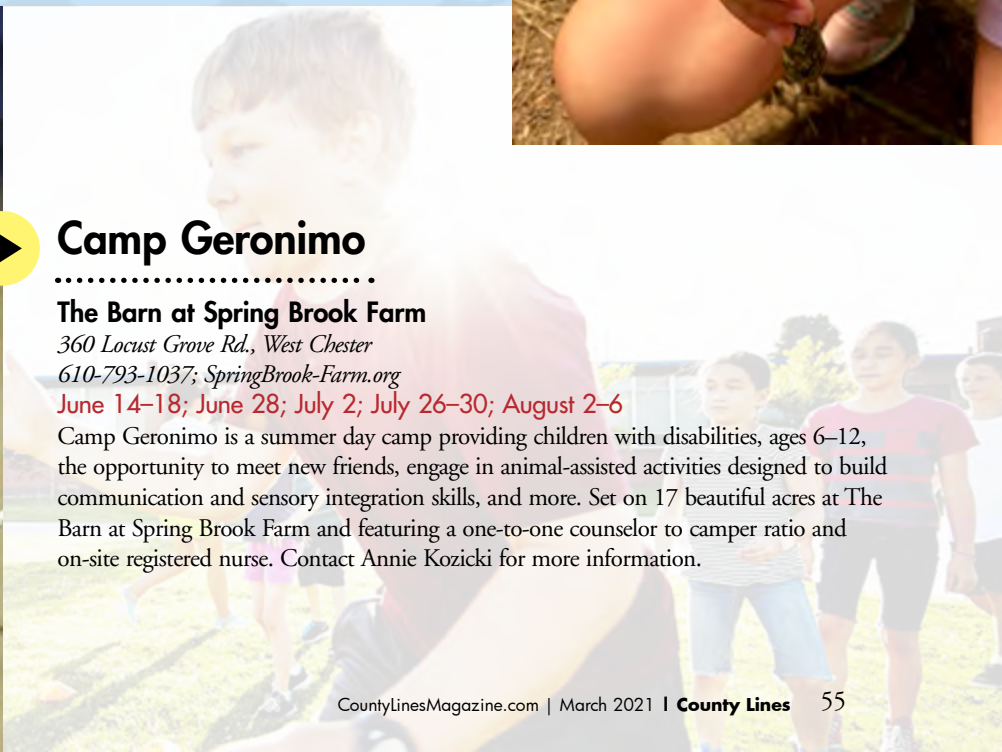 Camp Geronimo
The Barn at Spring Brook Farm
360 Locust Grove Rd., West Chester
610-793-1037; SpringBrook-Farm.org
June 14–18; June 28; July 2; July 26–30; August 2–6
Camp Geronimo is a summer day camp providing children with disabilities, ages 6–12,
the opportunity to meet new friends, engage in animal-assisted activities designed to build
communication and sensory integration skills, and more. Set on 17 beautiful acres at The
Barn at Spring Brook Farm and featuring a one-to-one counselor to camper ratio and
on-site registered nurse. Contact Annie Kozicki for more information.
CountyLinesMagazine.com | March 2021 | County Lines 55